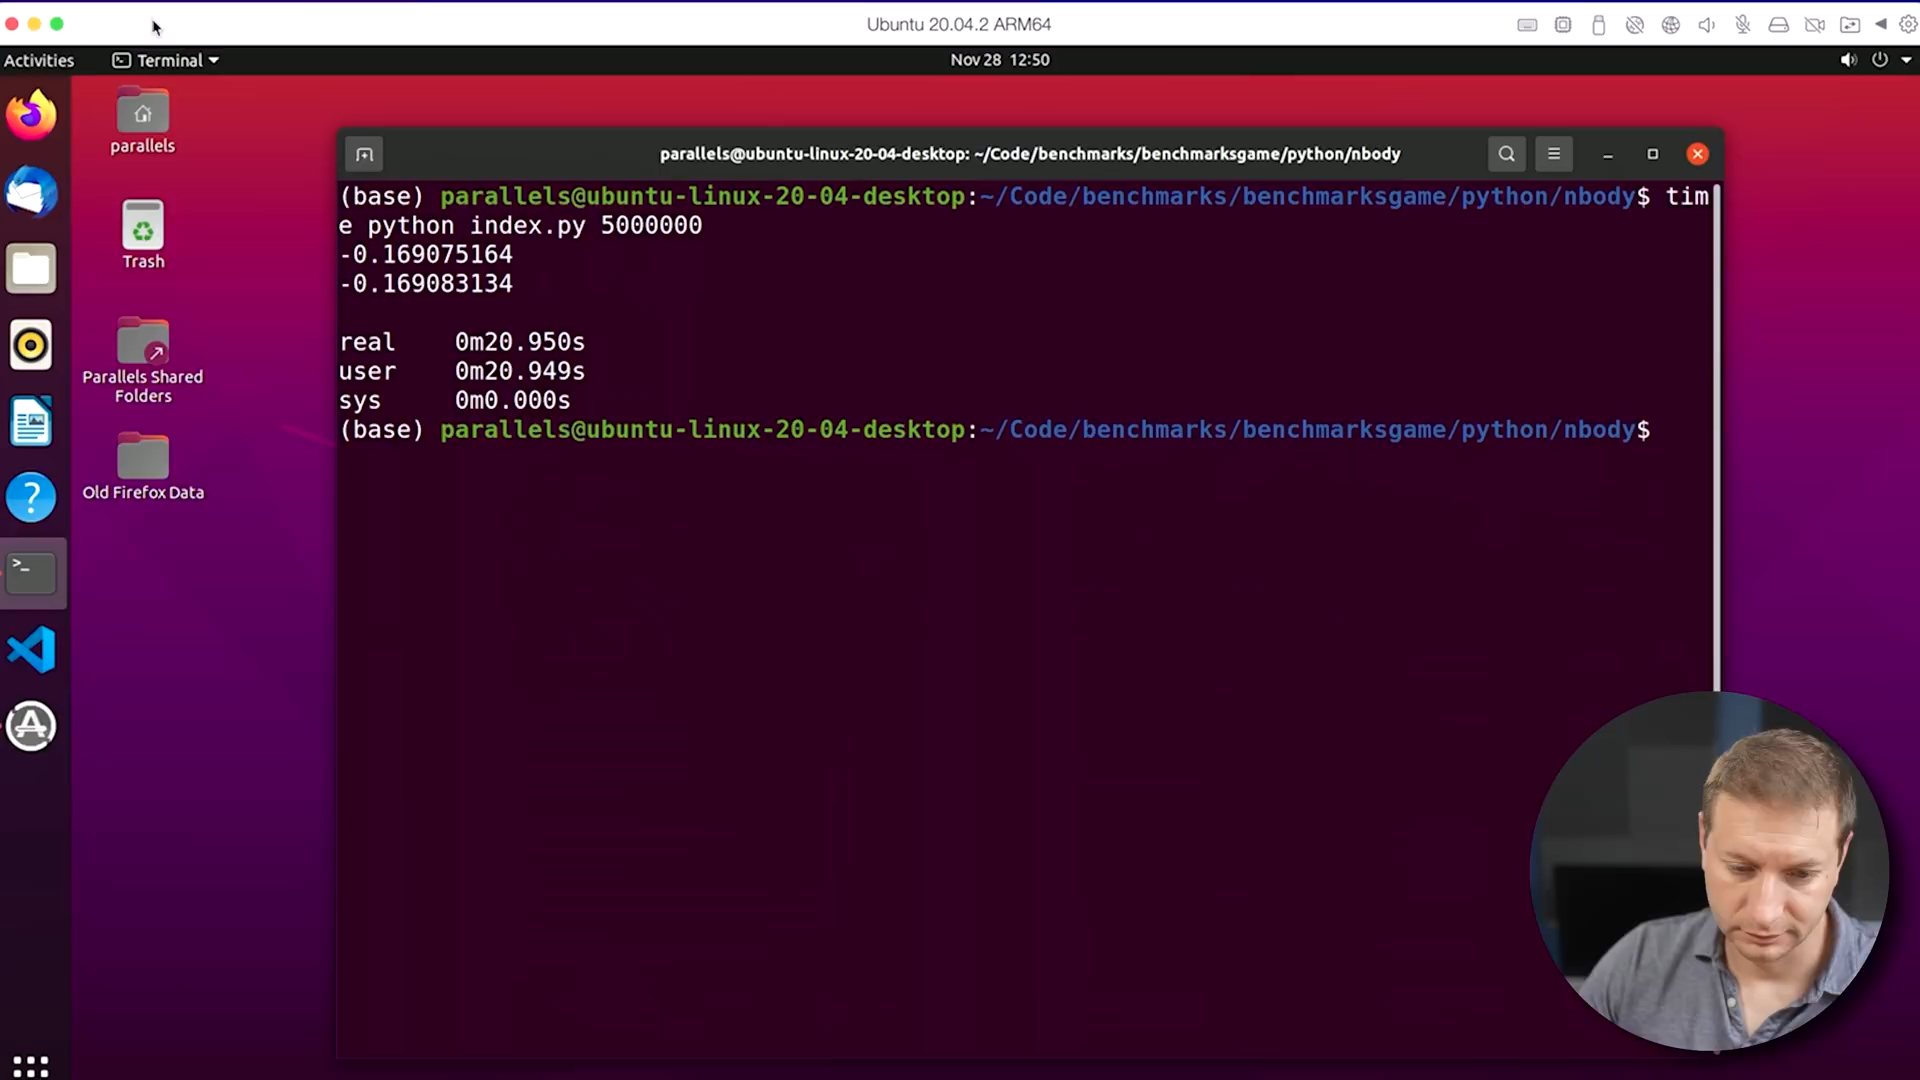 Ubuntu 20.04.2 ARM64
Activities
Terminal
Nov 28 12:50
parallels
Trash
Parallels Shared
Folders
Old Firefox Data
parallels@ubuntu-linux-20-04-desktop: ~/Code/benchmarks/benchmarksgame/python/nbody
(base) parallels@ubuntu-linux-20-04-desktop:~/Code/benchmarks/benchmarksgame/python/nbody$ tim
e python index.py 5000000
-0.169075164
-0.169083134
real 0m20.950s
user 0m20.949s
sys 0m0.000s
(base) parallels@ubuntu-linux-20-04-desktop:~/Code/benchmarks/benchmarksgame/python/nbody$